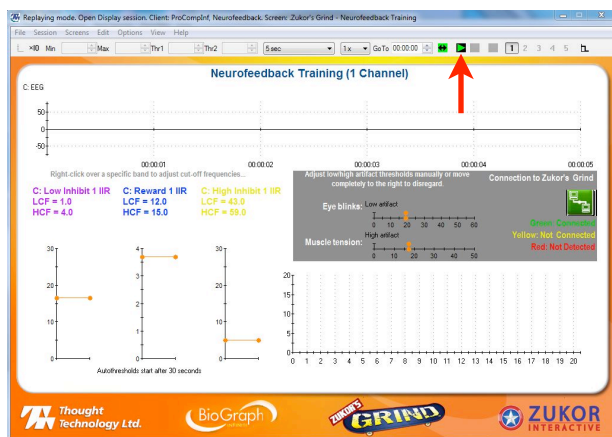 Replaying mode. Open Display session. Client: ProCompInf, Neurofeedback. Screen: Zukor's Grind - Neurofeedback Training
File Session Screens Edit Options View Help
×10 Min Max Thr1 Thr2 5 sec 1 x GoTo 00:00:00 1 2 3 4 5
Neurofeedback Training (1 Channel)
C: EEG
50
0
-50
00:00:01 00:00:02 00:00:03 00:00:04 00:00:05
Right-click over a specific band to adjust cut-off frequencies...
C: Low Inhibit 1 IIR
LCF = 1.0
HCF = 4.0
C: Reward 1 IIR
LCF = 12.0
HCF = 15.0
C: High Inhibit 1 IIR
LCF = 43.0
HCF = 59.0
Adjust low/high artifact thresholds manually or move
completely to the right to disregard.
Eye blinks: Low artifact
0 10 20 30 40 50 60
High artifact
Muscle tension:
0 10 20 30 40 50
Connection to Zukor's Grind
Green: Connected
Yellow: Not Connected
Red: Not Detected
30
20
10
0
4
3
2
1
0
30
20
10
0
Autothresholds start after 30 seconds
20
15
10
5
0
0 1 2 3 4 5 6 7 8 9 10 11 12 13 14 15 16 17 18 19 20
Thought
Technology Ltd.
BioGraph
ZUKOR'S
GRIND
ZUKOR
INTERACTIVE